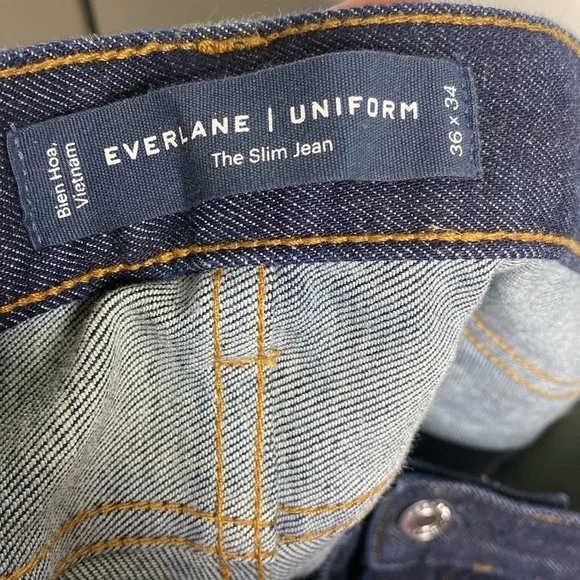 Bien Hoa,
Vietnam
EVERLANE | UNIFORM
The Slim Jean
36 x 34